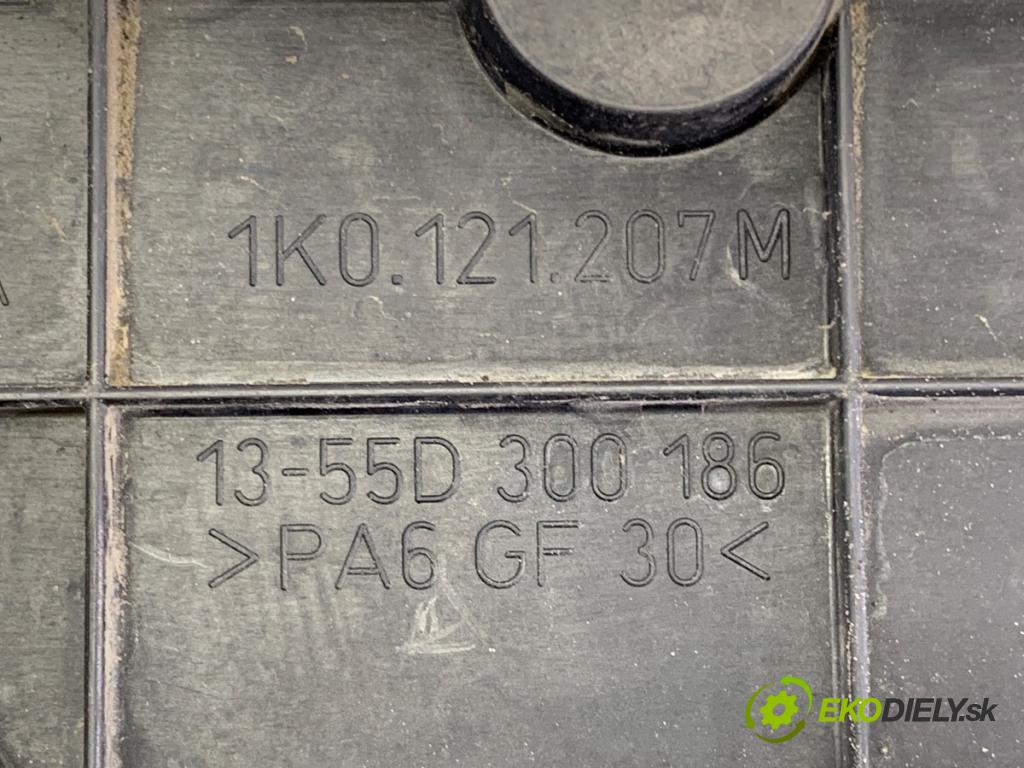 1K0.121.207M
13-55D 300 186
>PA6 GF 30<
EKODIELY.sk